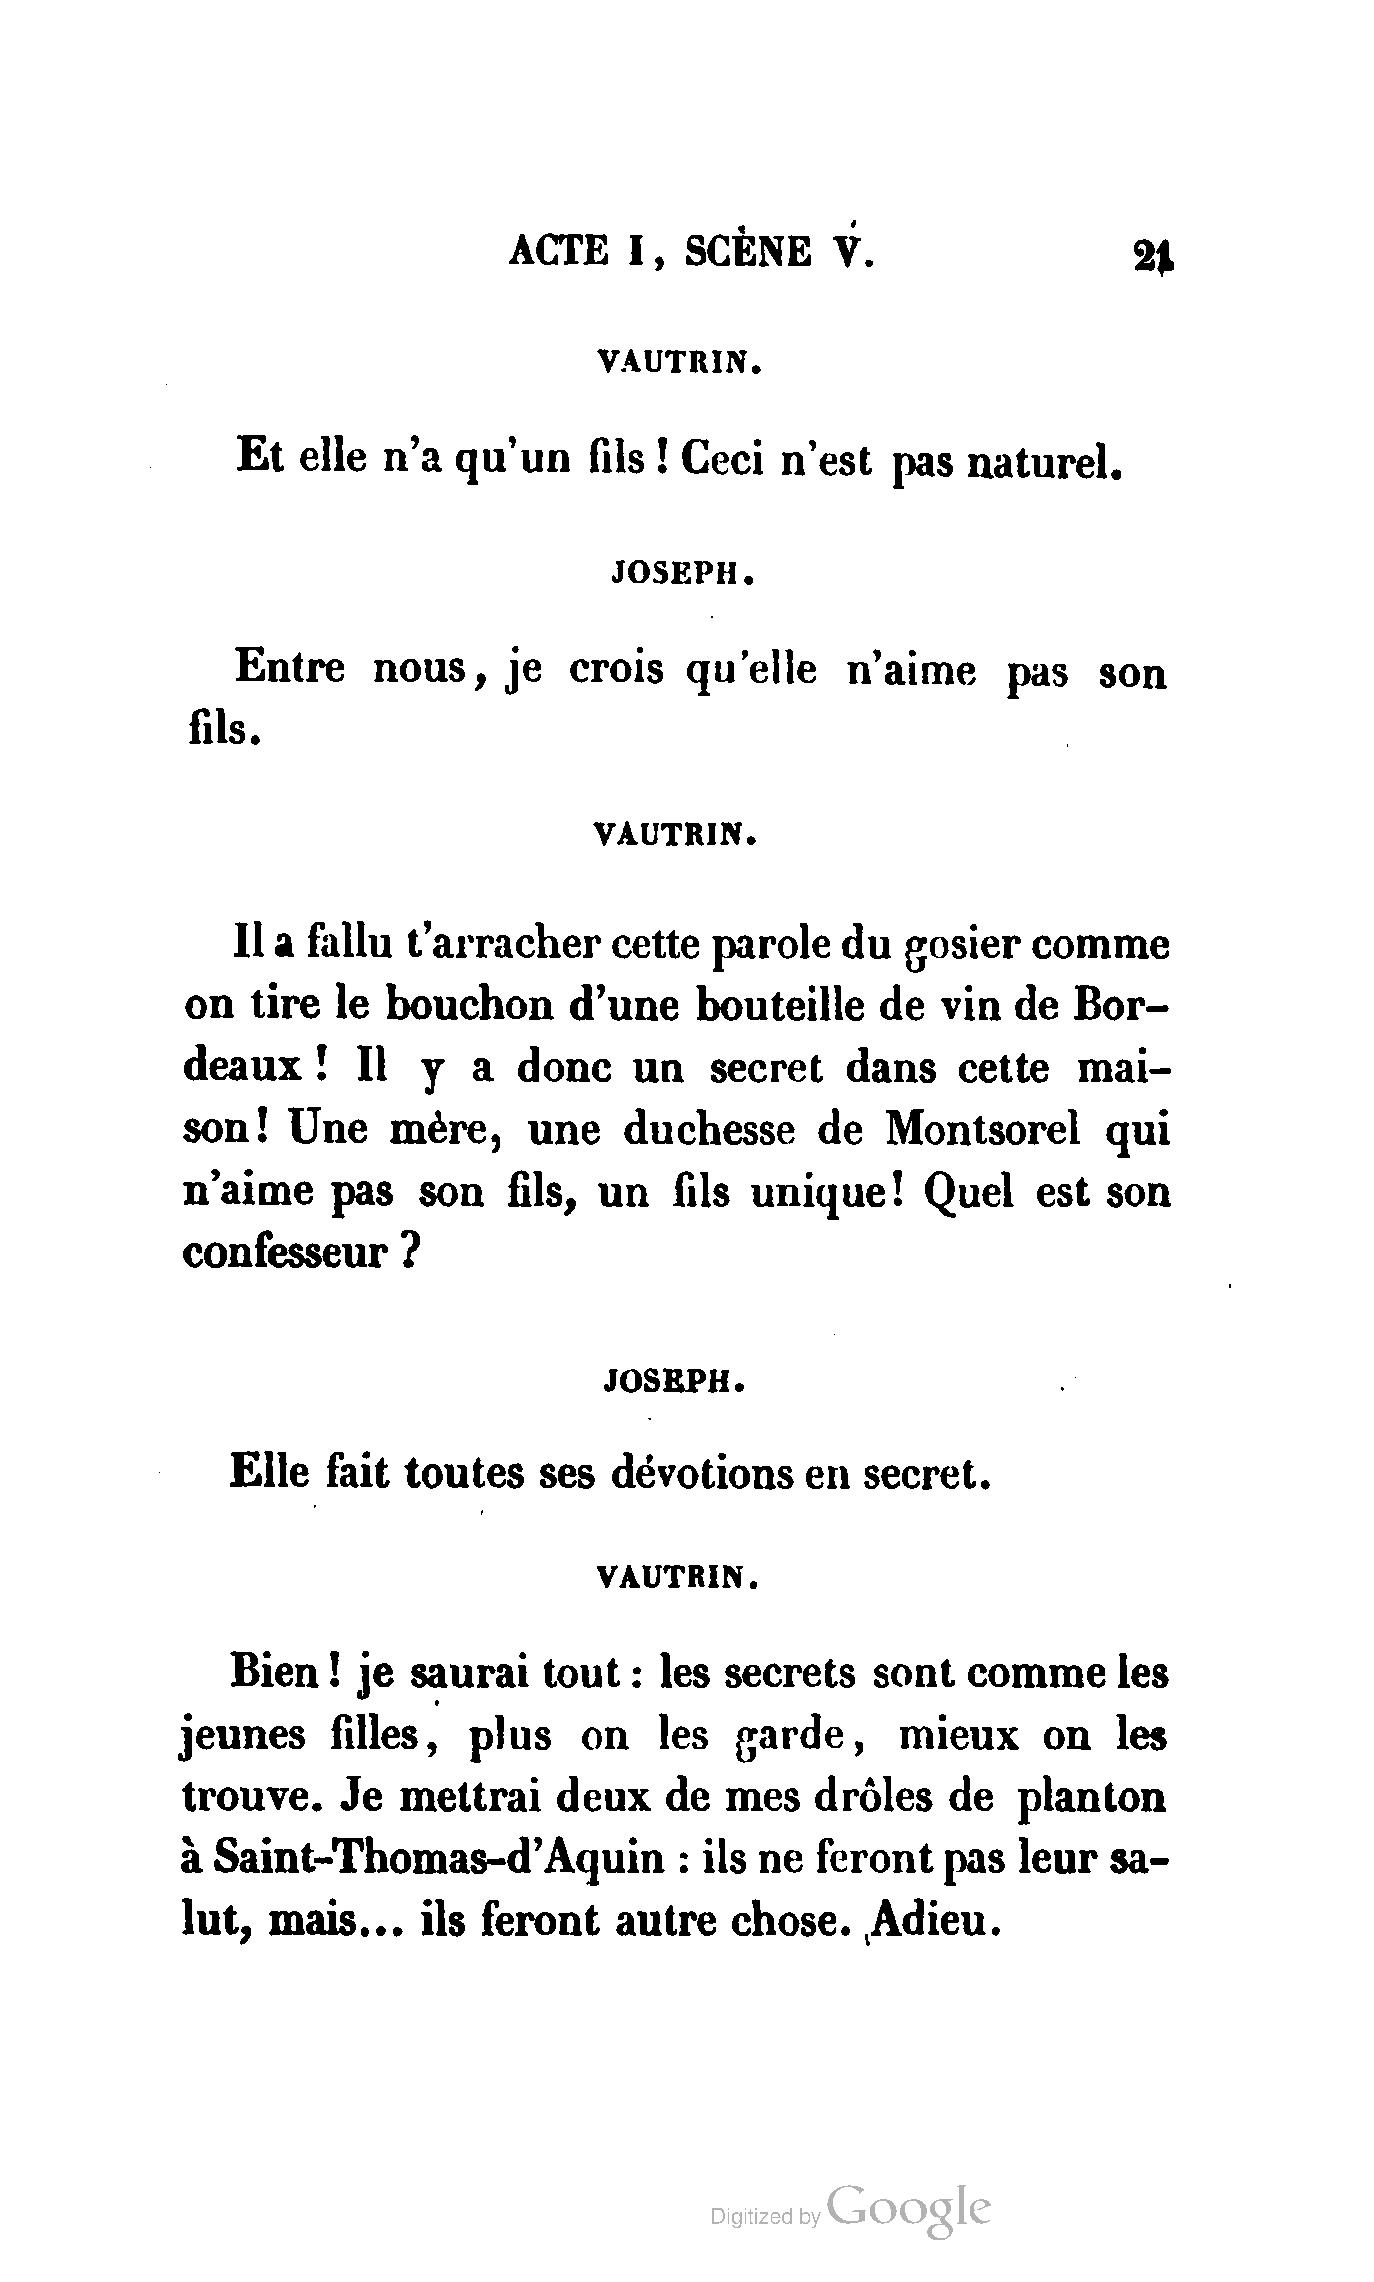 ACTE I, SCÈNE V. 21
VAUTRIN.
Et elle n'a qu'un fils ! Ceci n'est pas naturel.
JOSEPH.
Entre nous, je crois qu'elle n'aime pas son
fils.
VAUTRIN.
Il a fallu t'arracher cette parole du gosier comme
on tire le bouchon d'une bouteille de vin de Bor-
deaux ! Il y a donc un secret dans cette mai-
son! Une mère, une duchesse de Montsorel qui
n'aime pas son fils, un fils unique! Quel est son
confesseur ?
JOSEPH.
Elle fait toutes ses dévotions en secret.
VAUTRIN.
Bien ! je saurai tout : les secrets sont comme les
jeunes filles, plus on les garde, mieux on les
trouve. Je mettrai deux de mes drôles de planton
à Saint-Thomas-d'Aquin : ils ne feront pas leur sa-
lut, mais... ils feront autre chose. Adieu.
Digitized by Google